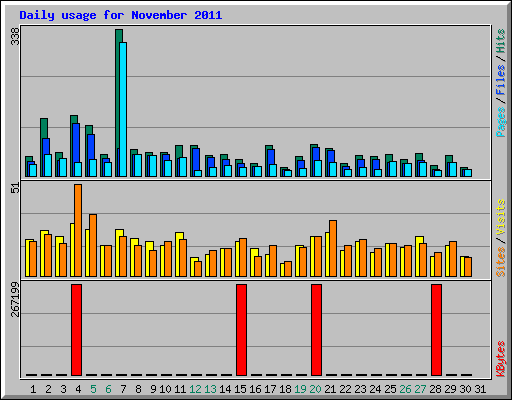 Daily usage for November 2011
338
Pages / Files / Hits
51
Sites / Visits
267199
KBytes
1 2 3 4 5 6 7 8 9 10 11 12 13 14 15 16 17 18 19 20 21 22 23 24 25 26 27 28 29 30 31